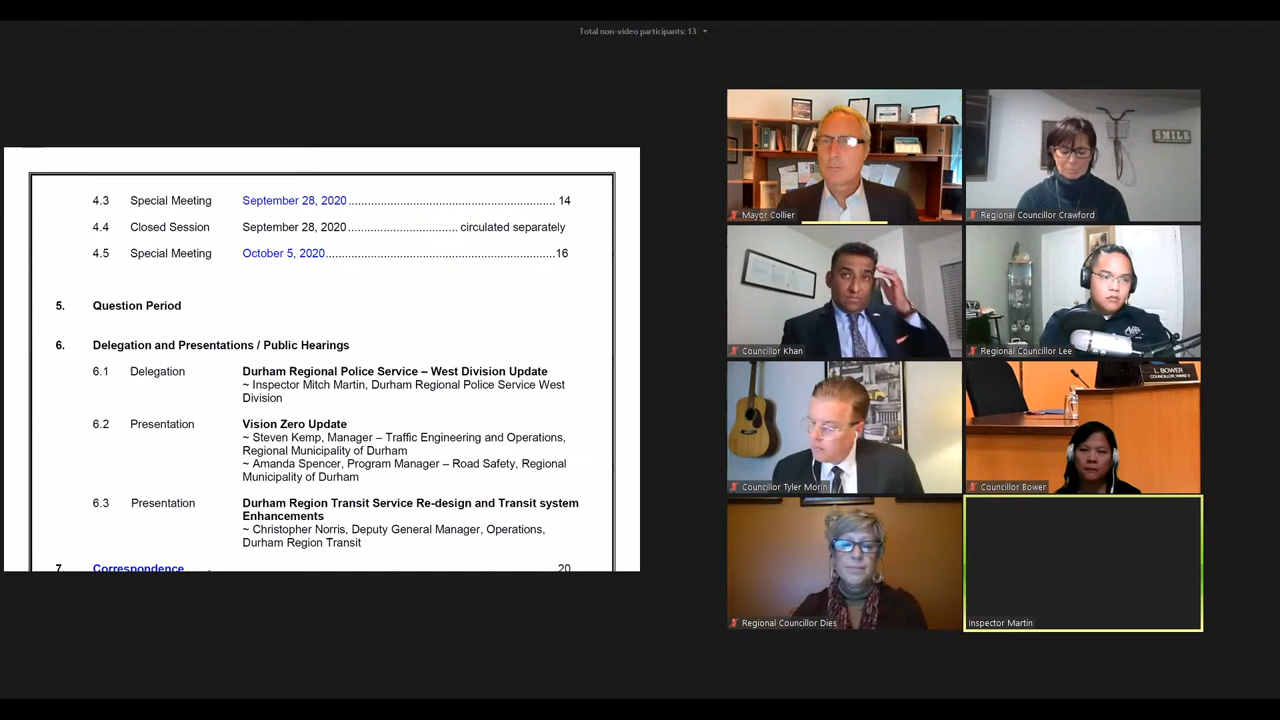 Total non-video participants: 13
4.3 Special Meeting September 28, 2020 14
4.4 Closed Session September 28, 2020 circulated separately
4.5 Special Meeting October 5, 2020 16
5. Question Period
6. Delegation and Presentations / Public Hearings
6.1 Delegation Durham Regional Police Service – West Division Update
~ Inspector Mitch Martin, Durham Regional Police Service West
Division
6.2 Presentation Vision Zero Update
~ Steven Kemp, Manager – Traffic Engineering and Operations,
Regional Municipality of Durham
~ Amanda Spencer, Program Manager – Road Safety, Regional
Municipality of Durham
6.3 Presentation Durham Region Transit Service Re-design and Transit system
Enhancements
~ Christopher Norris, Deputy General Manager, Operations,
Durham Region Transit
7. Correspondence 20
Mayor Collier
SMILE
Regional Councillor Crawford
Councillor Khan
Regional Councillor Lee
Councillor Tyler Morin
L. BOWER
COUNCILLOR, WARD 3
Councillor Bower
Regional Councillor Dies
Inspector Martin